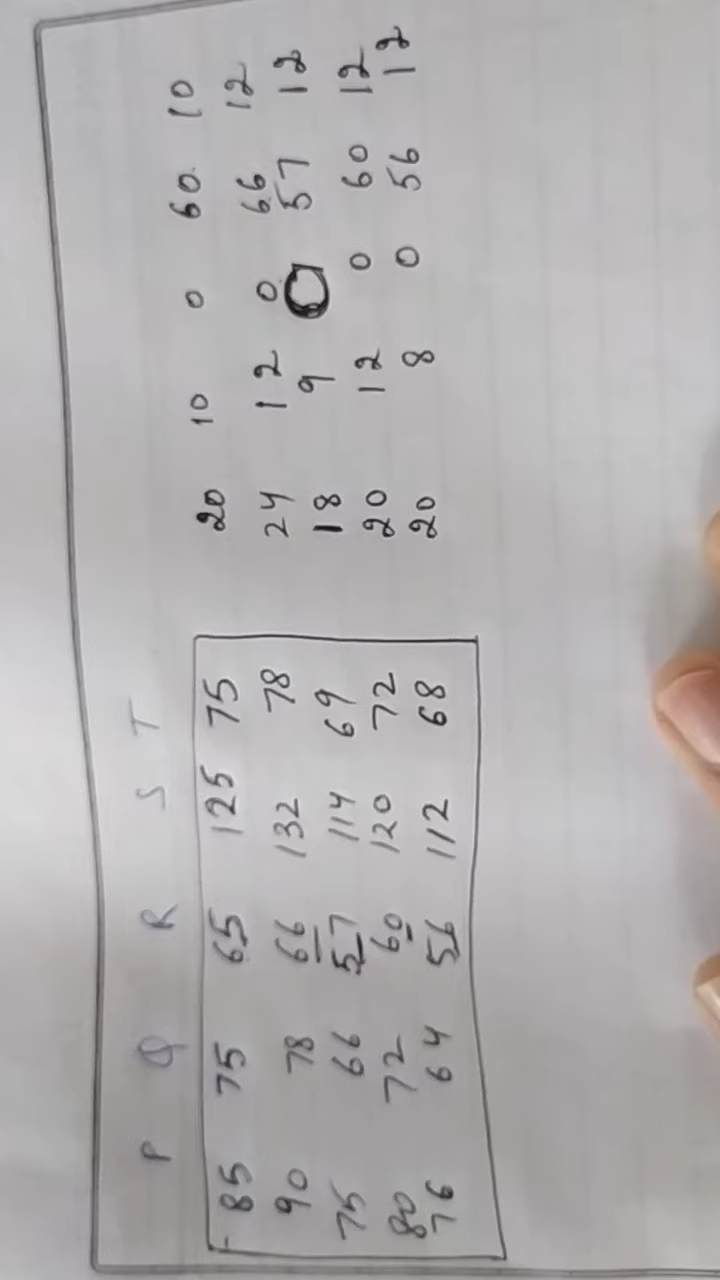 P Q R S T
85 75 65 125 75 20 10 0 60 10
90 78 66 132 78 24 12 0 66 12
75 66 57 114 69 18 9 0 57 12
80 72 60 120 72 20 12 0 60 12
76 64 56 112 68 20 8 0 56 12